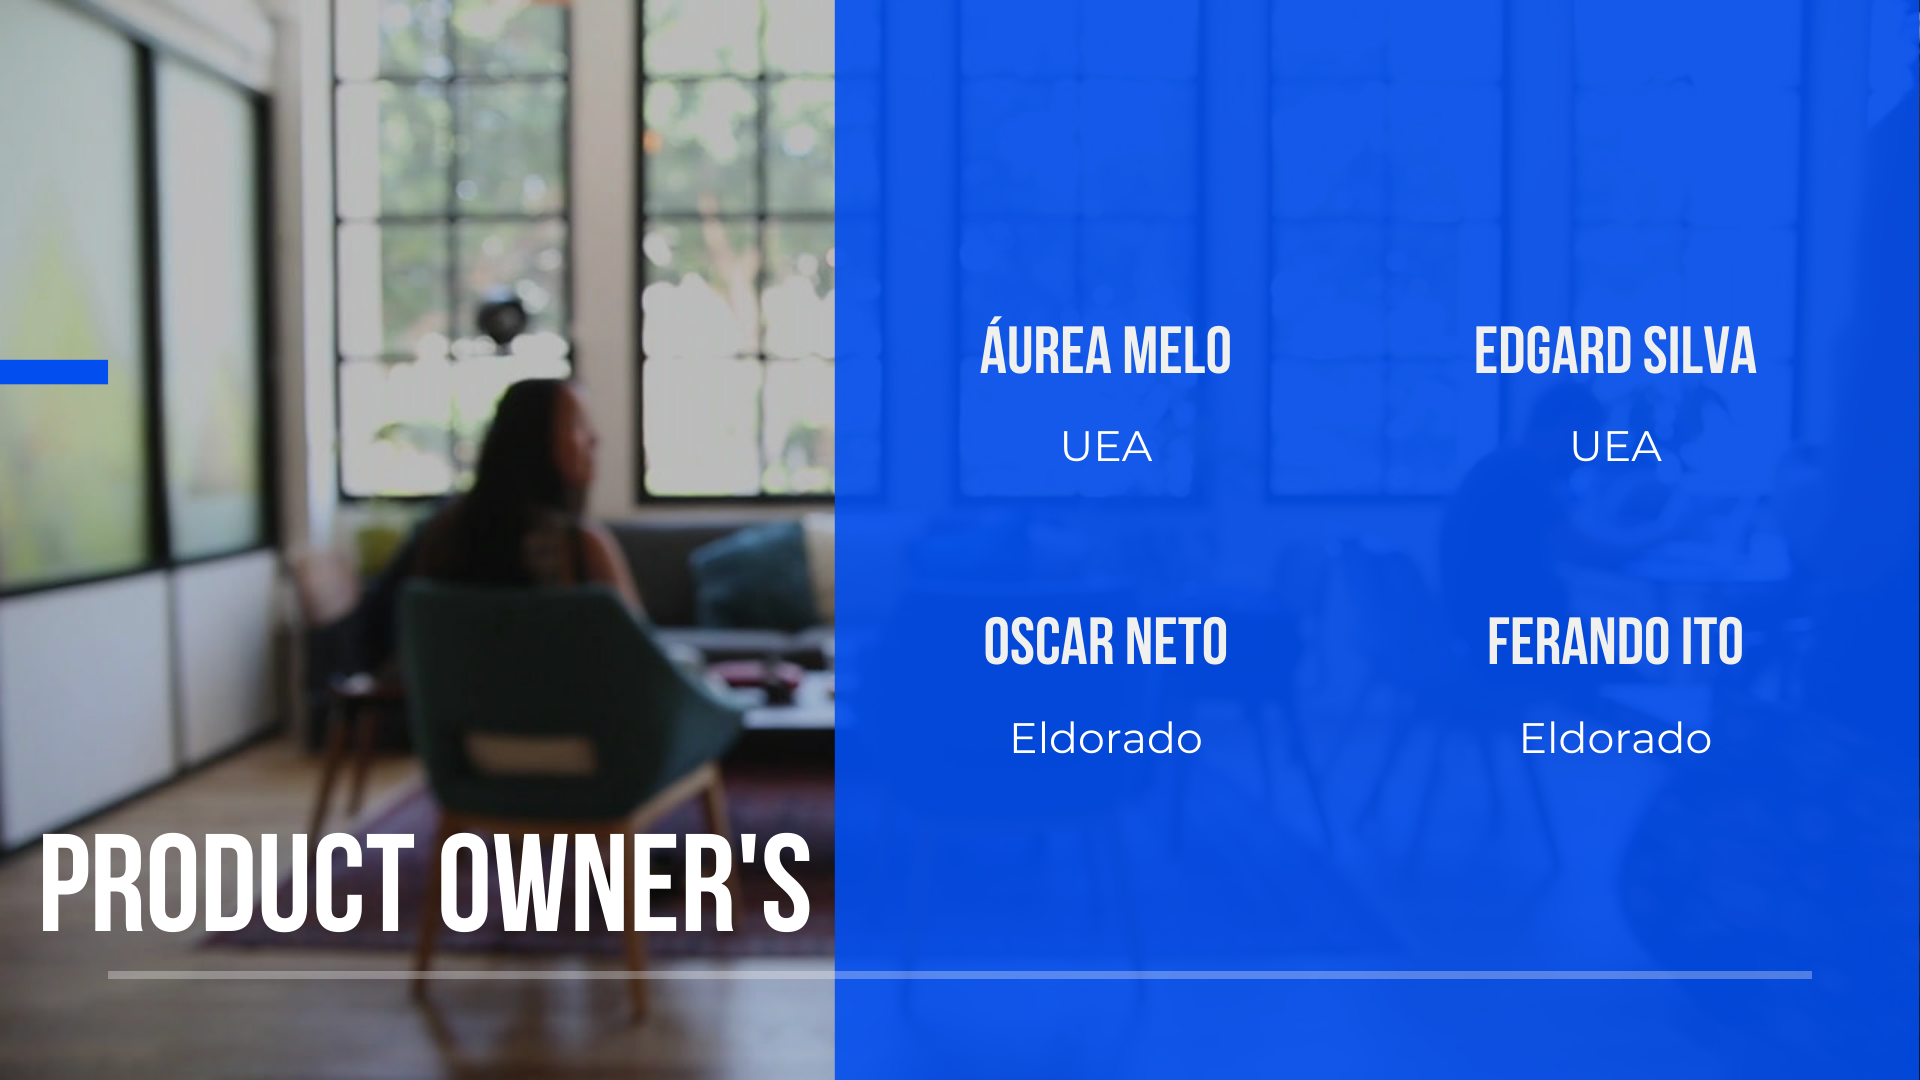 ÁUREA MELO
UEA
EDGARD SILVA
UEA
OSCAR NETO
Eldorado
FERANDO ITO
Eldorado
PRODUCT OWNER'S